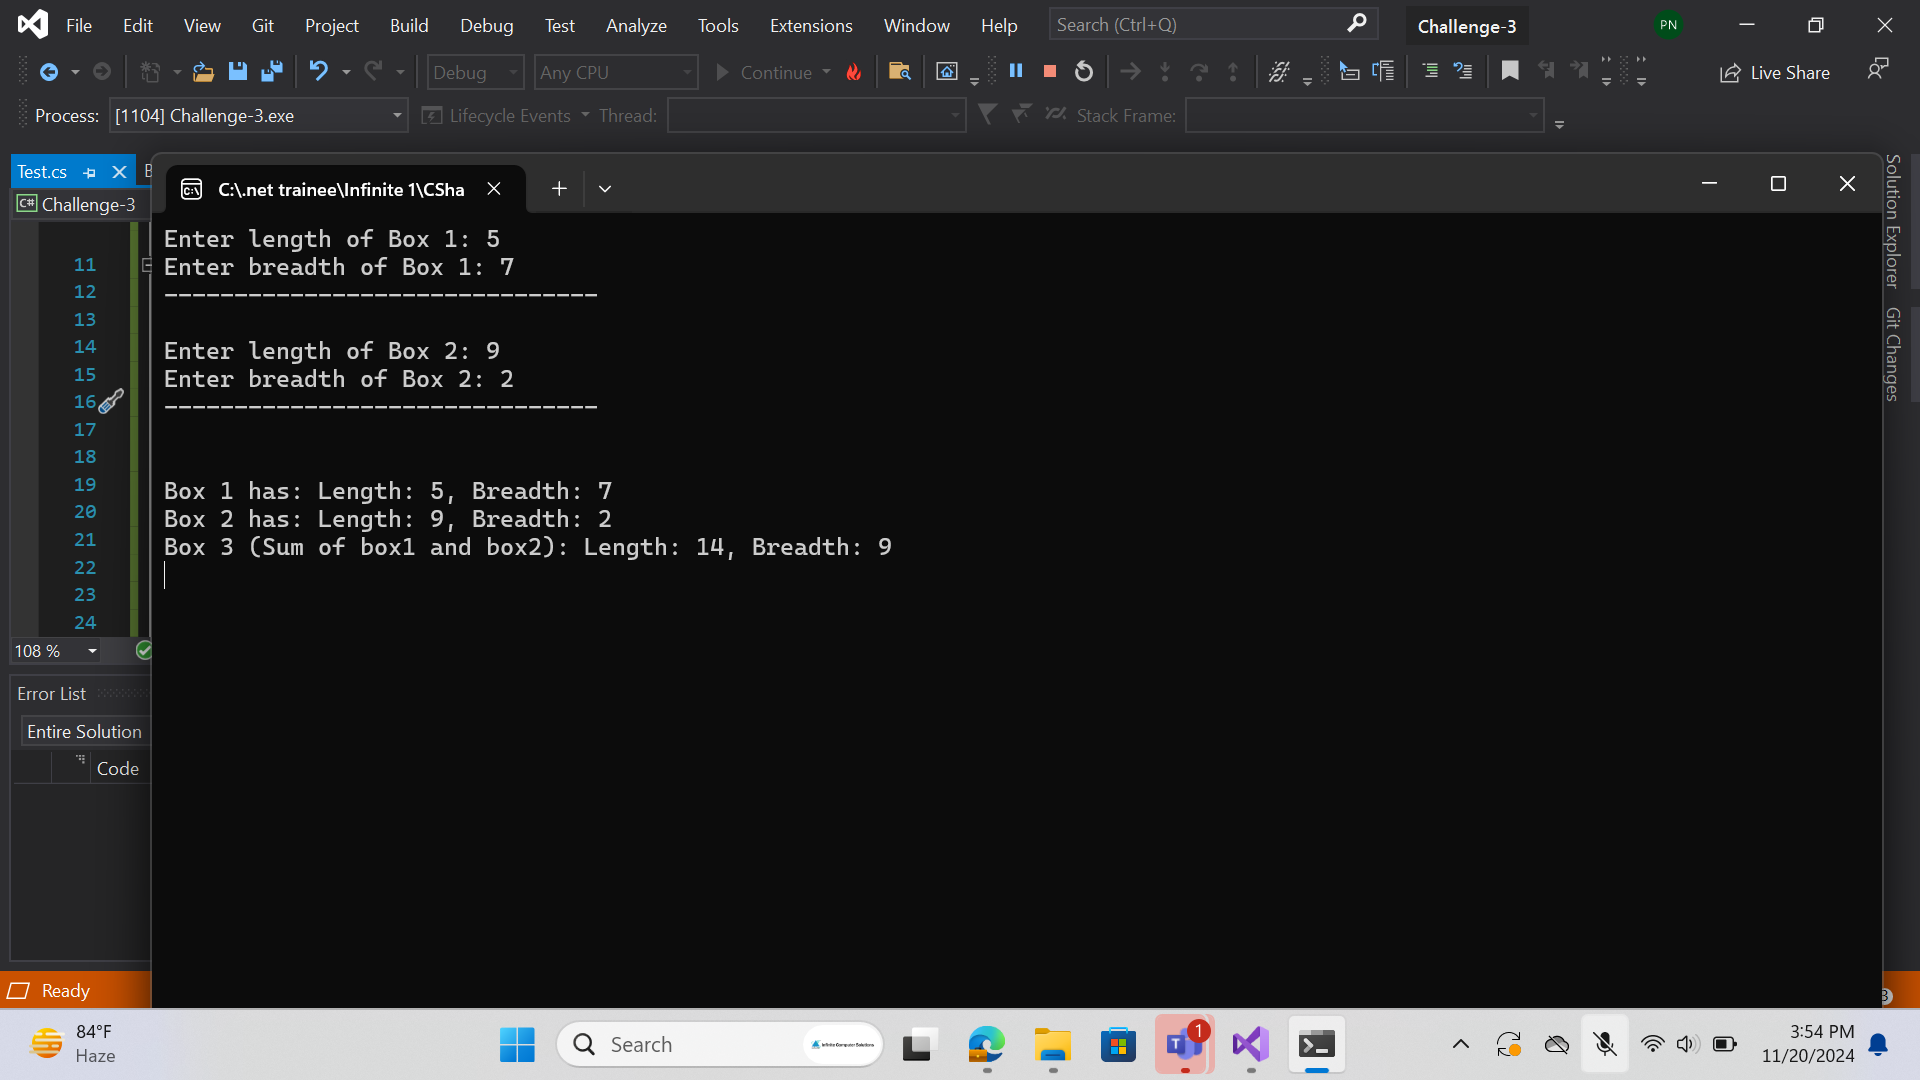 File Edit View Git Project Build Debug Test Analyze Tools Extensions Window Help Search (Ctrl+Q) Challenge-3 PN
Debug Any CPU Continue Live Share
Process: [1104] Challenge-3.exe Lifecycle Events Thread: Stack Frame:
Test.cs
C:\.net trainee\Infinite 1\CSha
C# Challenge-3
Enter length of Box 1: 5
Enter breadth of Box 1: 7
-------------------------------
Enter length of Box 2: 9
Enter breadth of Box 2: 2
-------------------------------
Box 1 has: Length: 5, Breadth: 7
Box 2 has: Length: 9, Breadth: 2
Box 3 (Sum of box1 and box2): Length: 14, Breadth: 9
11
12
13
14
15
16
17
18
19
20
21
22
23
24
108 %
Error List
Entire Solution
Code
Solution Explorer
Git Changes
Ready
84°F
Haze
Search
Infinite Computer Solutions
1
3:54 PM
11/20/2024